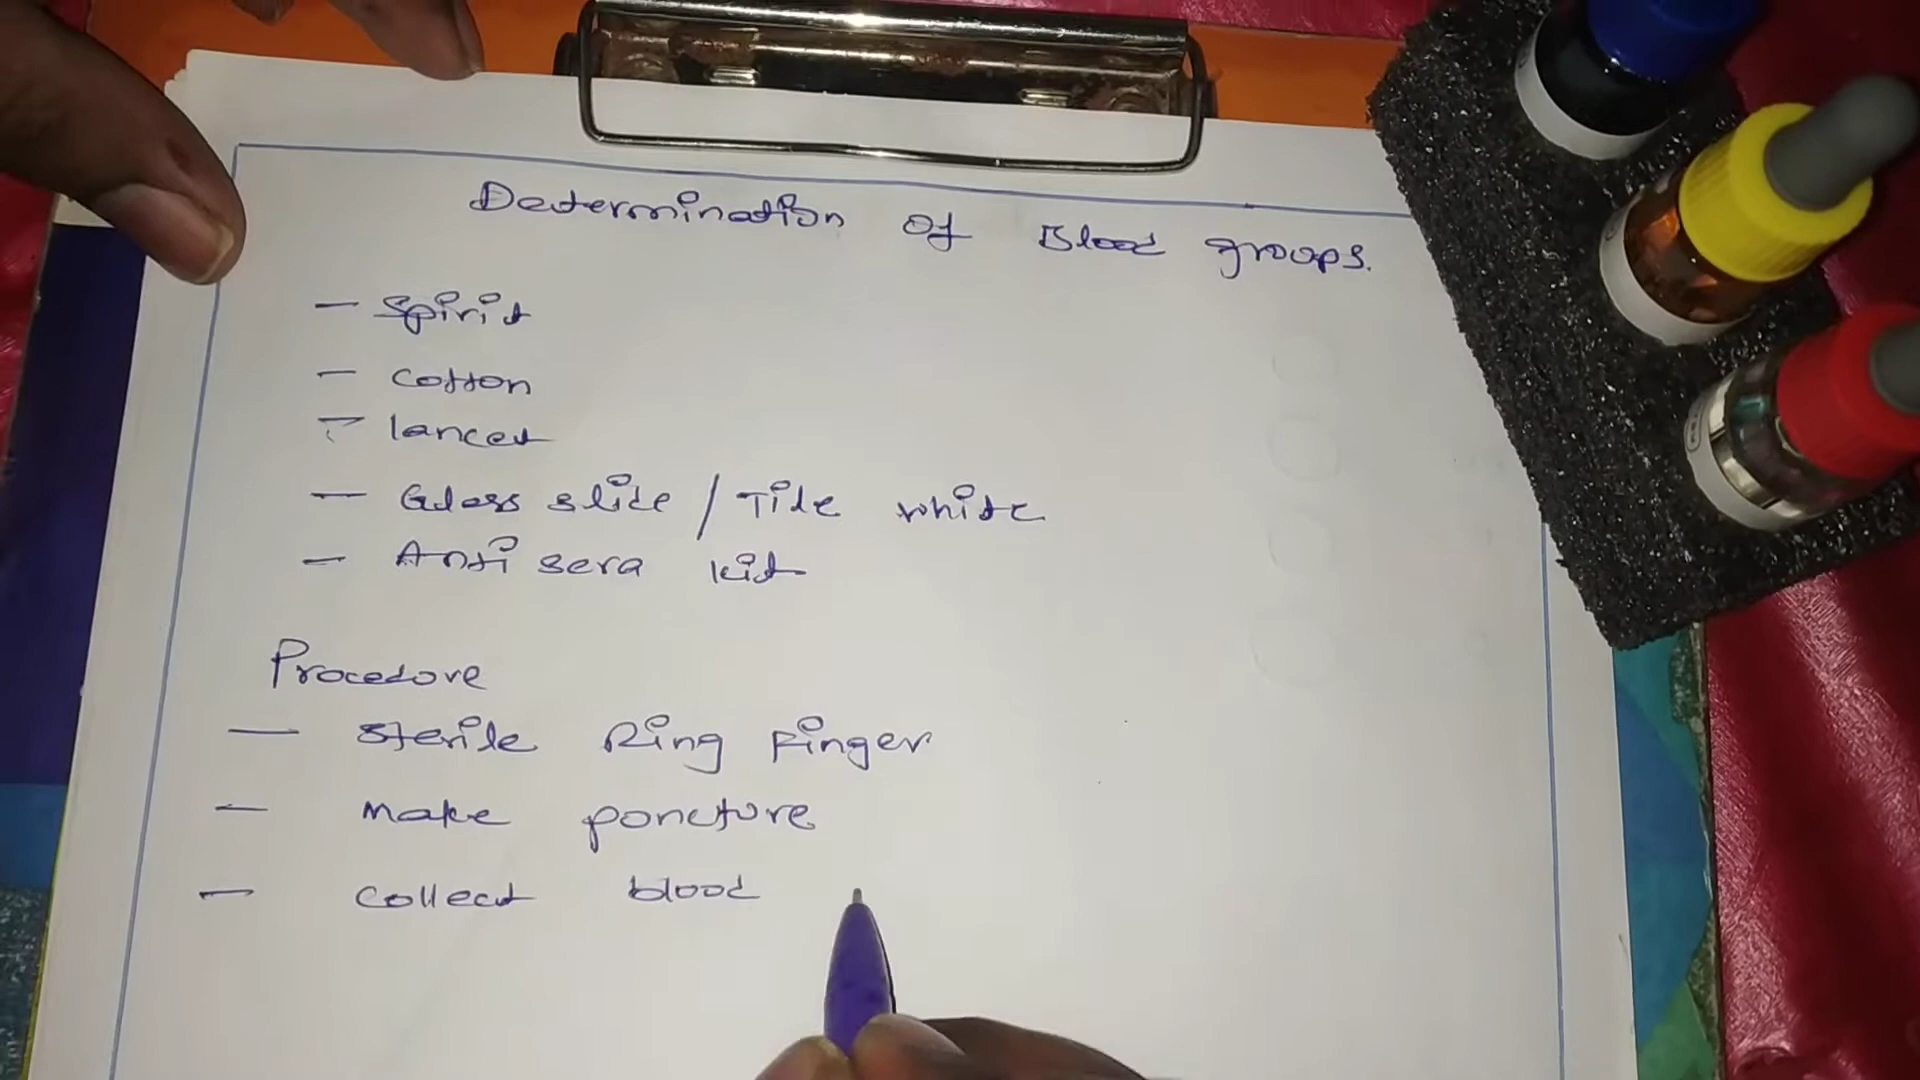 Determination of Blood groups.
- Spirit
- cotton
- lancet
- Glass slide / Tile white
- Anti sera kit
Procedure
- sterile Ring Finger
- make poncture
- collect blood